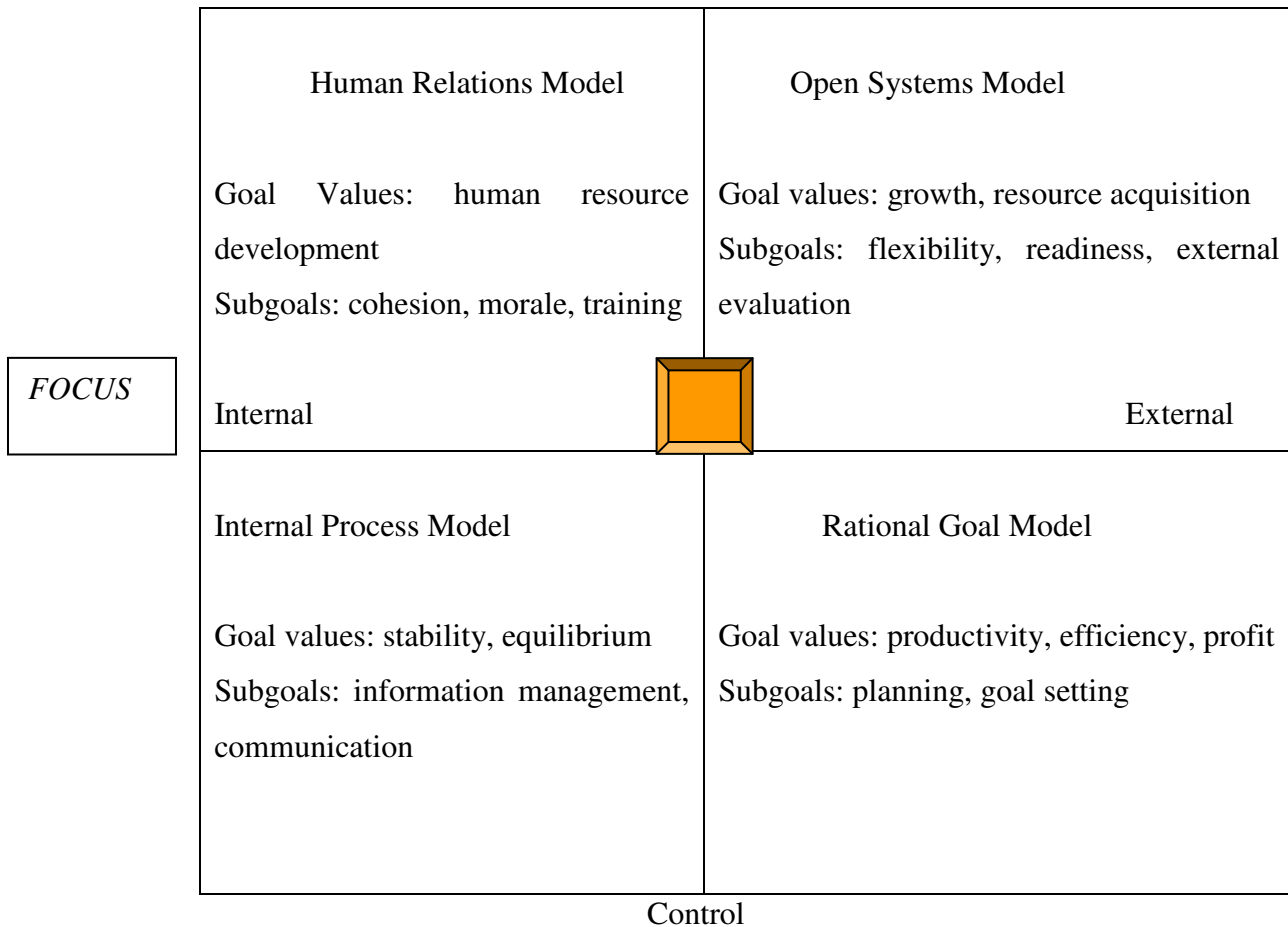 Human Relations Model
Goal Values: human resource
development
Subgoals: cohesion, morale, training
Internal
Open Systems Model
Goal values: growth, resource acquisition
Subgoals: flexibility, readiness, external
evaluation
External
FOCUS
Internal Process Model
Goal values: stability, equilibrium
Subgoals: information management,
communication
Rational Goal Model
Goal values: productivity, efficiency, profit
Subgoals: planning, goal setting
Control